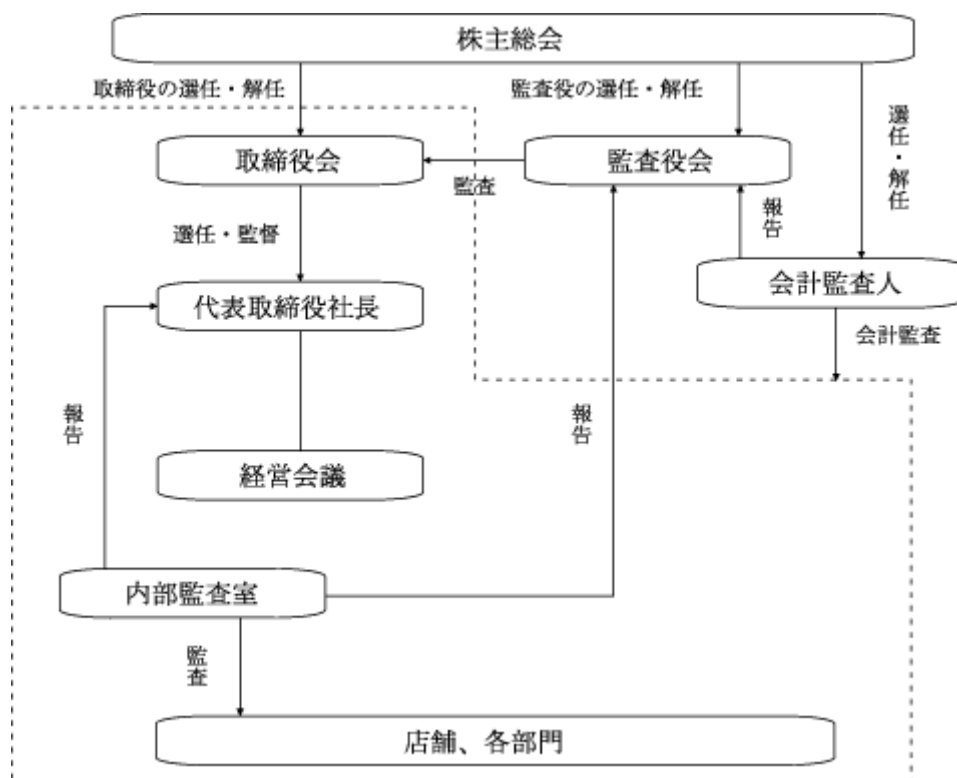 株主総会
取締役の選任・解任
監査役の選任・解任
選任・解任
取締役会
監査
監査役会
選任・監督
報告
会計監査人
代表取締役社長
会計監査
報告
報告
経営会議
内部監査室
監査
店舗、各部門